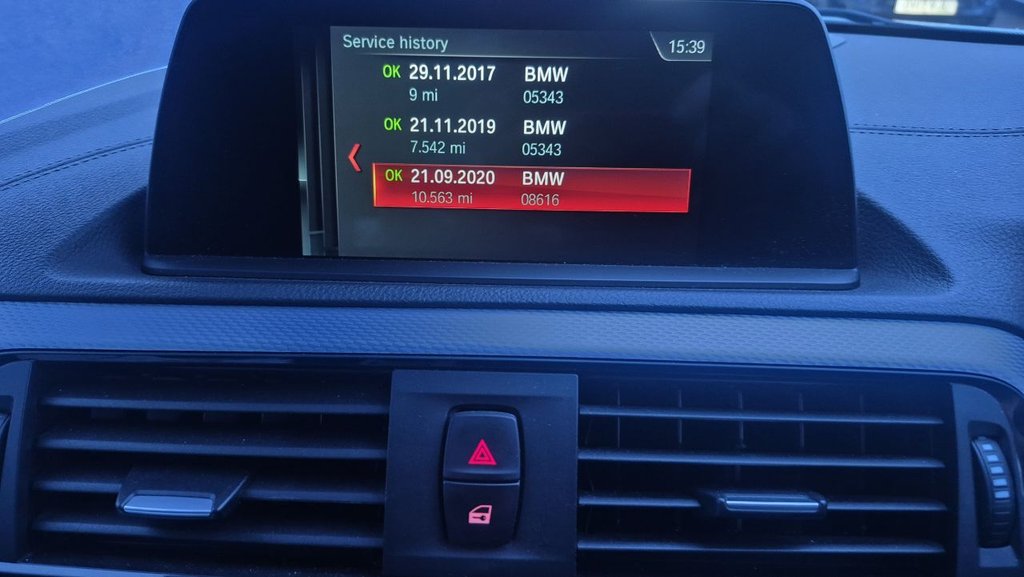 Service history 15:39
OK 29.11.2017 BMW
9 mi 05343
OK 21.11.2019 BMW
7.542 mi 05343
OK 21.09.2020 BMW
10.563 mi 08616